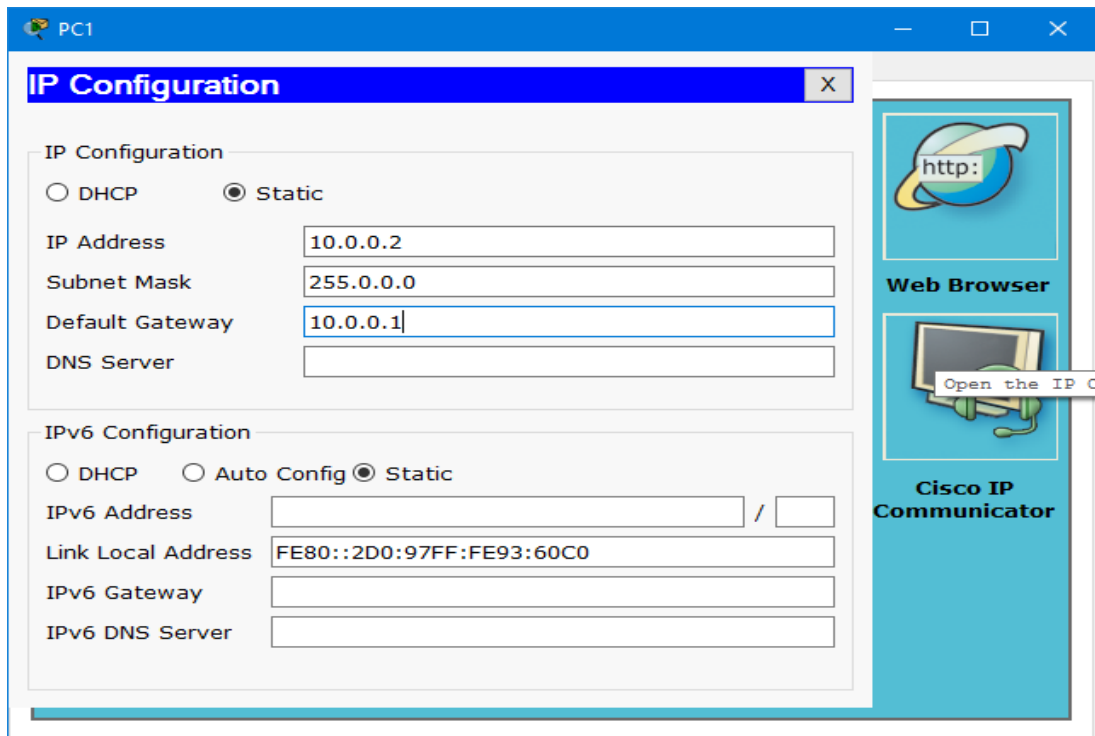 PC1
IP Configuration
X
IP Configuration
DHCP Static
IP Address 10.0.0.2
Subnet Mask 255.0.0.0
Default Gateway 10.0.0.1
DNS Server
IPv6 Configuration
DHCP Auto Config Static
IPv6 Address /
Link Local Address FE80::2D0:97FF:FE93:60C0
IPv6 Gateway
IPv6 DNS Server
http:
Web Browser
Open the IP C
Cisco IP
Communicator